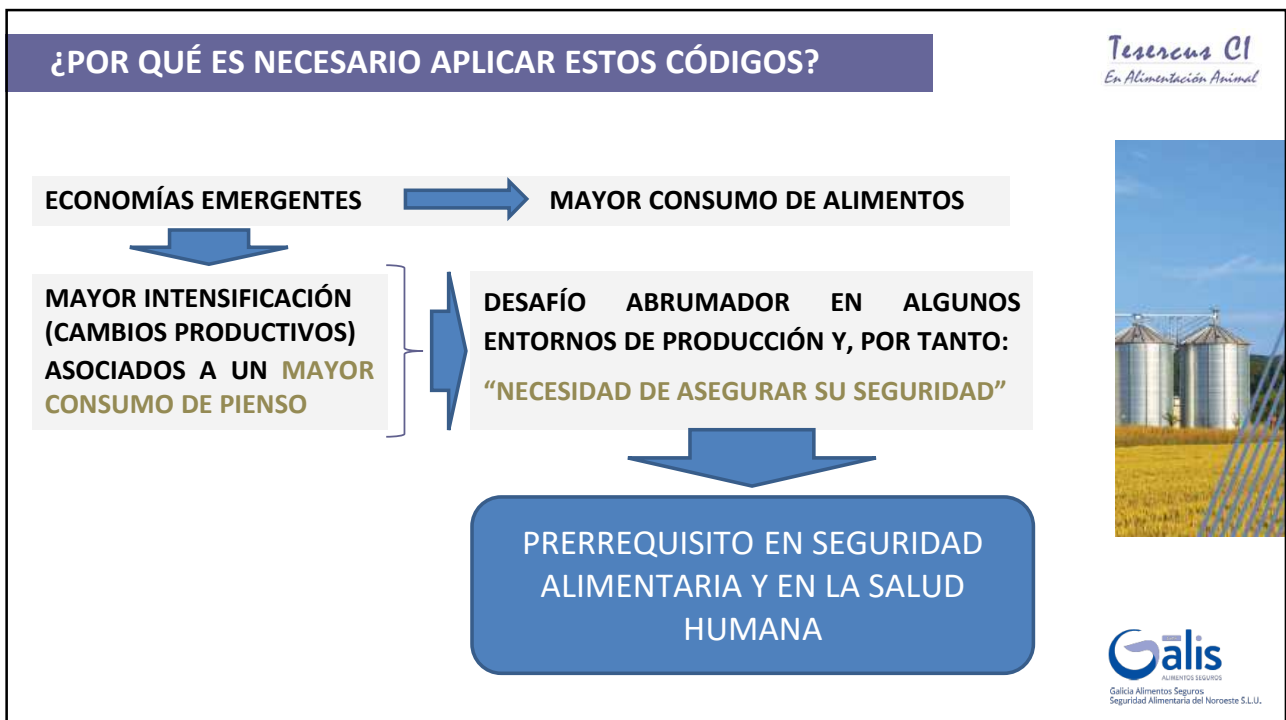 ¿POR QUÉ ES NECESARIO APLICAR ESTOS CÓDIGOS?
Tesercus CI
En Alimentación Animal
ECONOMÍAS EMERGENTES
MAYOR CONSUMO DE ALIMENTOS
MAYOR INTENSIFICACIÓN
(CAMBIOS PRODUCTIVOS)
ASOCIADOS A UN MAYOR
CONSUMO DE PIENSO
DESAFÍO ABRUMADOR EN ALGUNOS
ENTORNOS DE PRODUCCIÓN Y, POR TANTO:
“NECESIDAD DE ASEGURAR SU SEGURIDAD”
PRERREQUISITO EN SEGURIDAD
ALIMENTARIA Y EN LA SALUD
HUMANA
Galis
ALIMENTOS SEGUROS
Galicia Alimentos Seguros
Seguridad Alimentaria del Noroeste S.L.U.